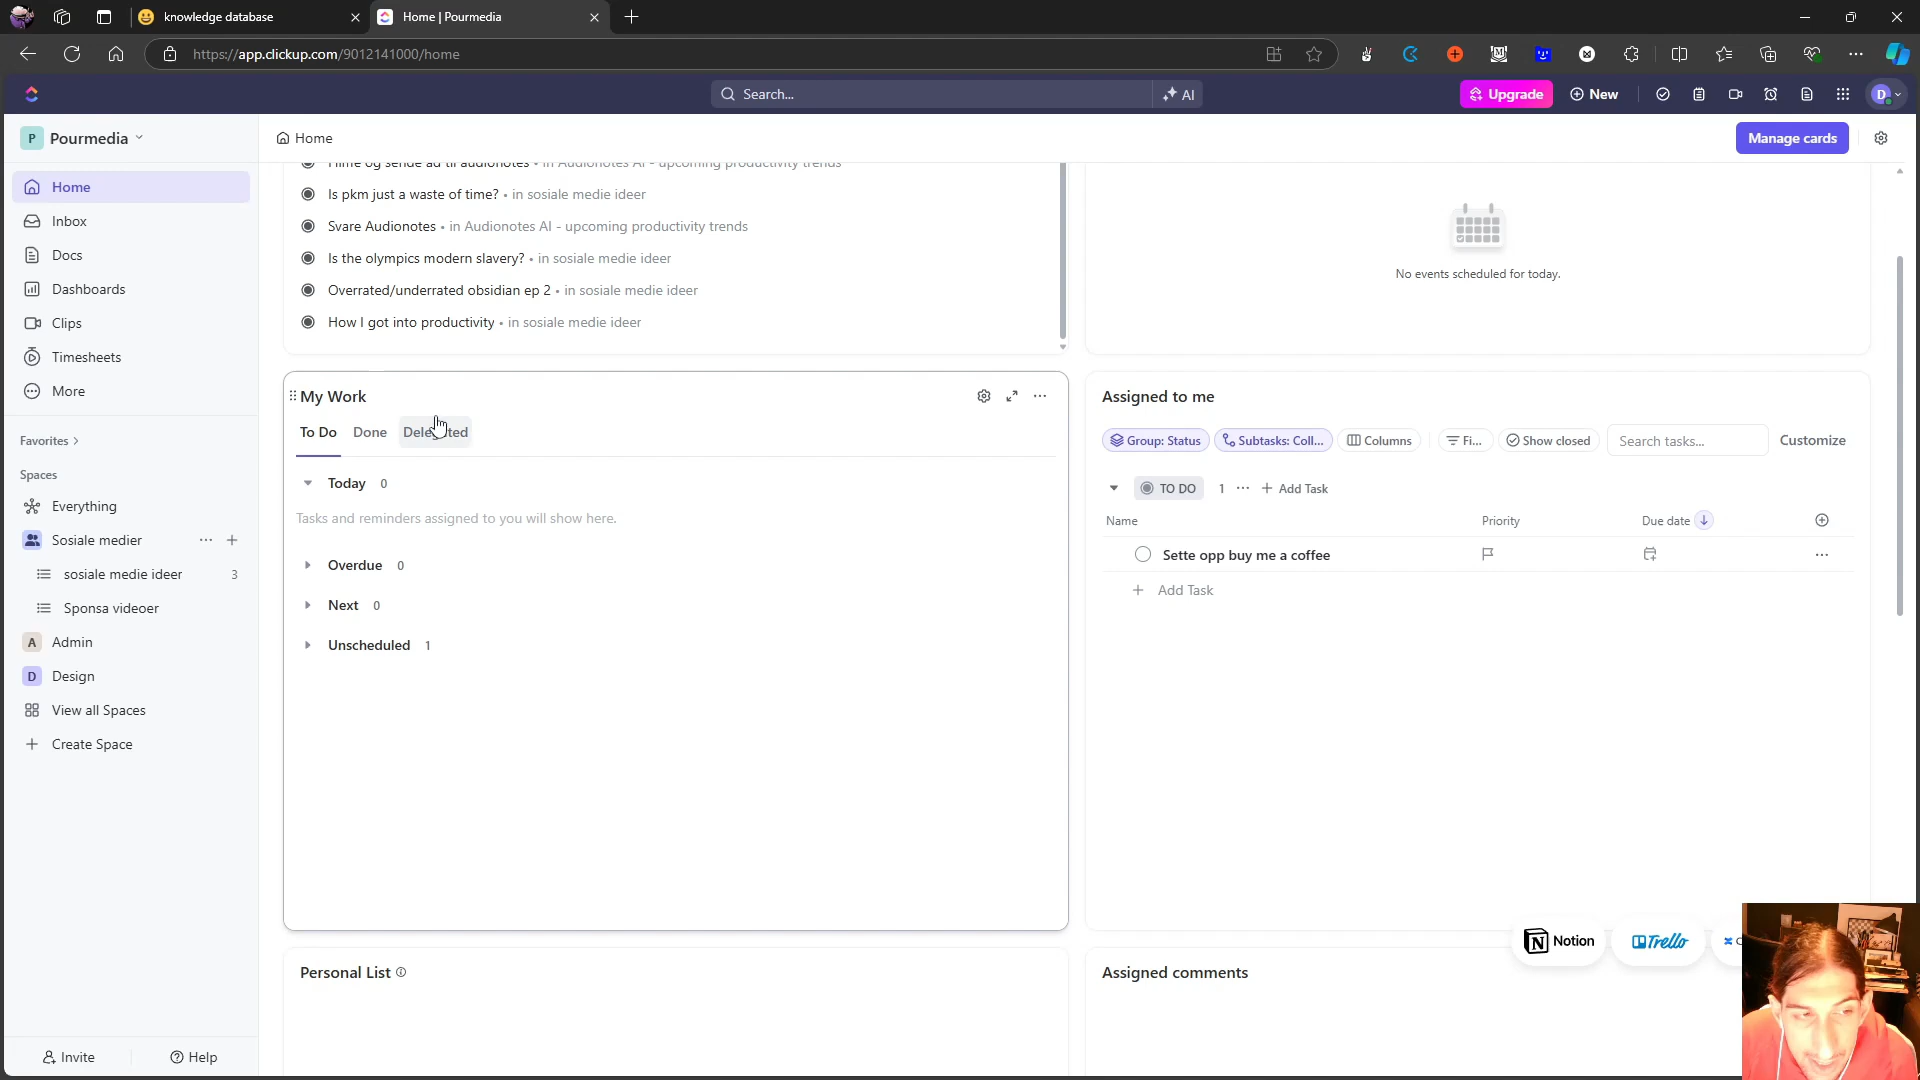 knowledge database
Home | Pourmedia
https://app.clickup.com/9012141000/home
Search...
AI
Upgrade
New
D
P Pourmedia
Home
Manage cards
Home
Inbox
Docs
Dashboards
Clips
Timesheets
More
Favorites
Spaces
Everything
Sosiale medier
sosiale medie ideer 3
Sponsa videoer
A Admin
D Design
View all Spaces
Create Space
Invite
Help
Filme og sende ad til audionotes • in Audionotes AI - upcoming productivity trends
Is pkm just a waste of time? • in sosiale medie ideer
Svare Audionotes • in Audionotes AI - upcoming productivity trends
Is the olympics modern slavery? • in sosiale medie ideer
Overrated/underrated obsidian ep 2 • in sosiale medie ideer
How I got into productivity • in sosiale medie ideer
No events scheduled for today.
My Work
To Do Done
Today 0
Tasks and reminders assigned to you will show here.
Overdue 0
Next 0
Unscheduled 1
Assigned to me
Group: Status Subtasks: Coll... Columns Fi... Show closed Search tasks... Customize
TO DO 1 ... + Add Task
Name Priority Due date
Sette opp buy me a coffee
+ Add Task
Personal List
Assigned comments
Notion
Trello